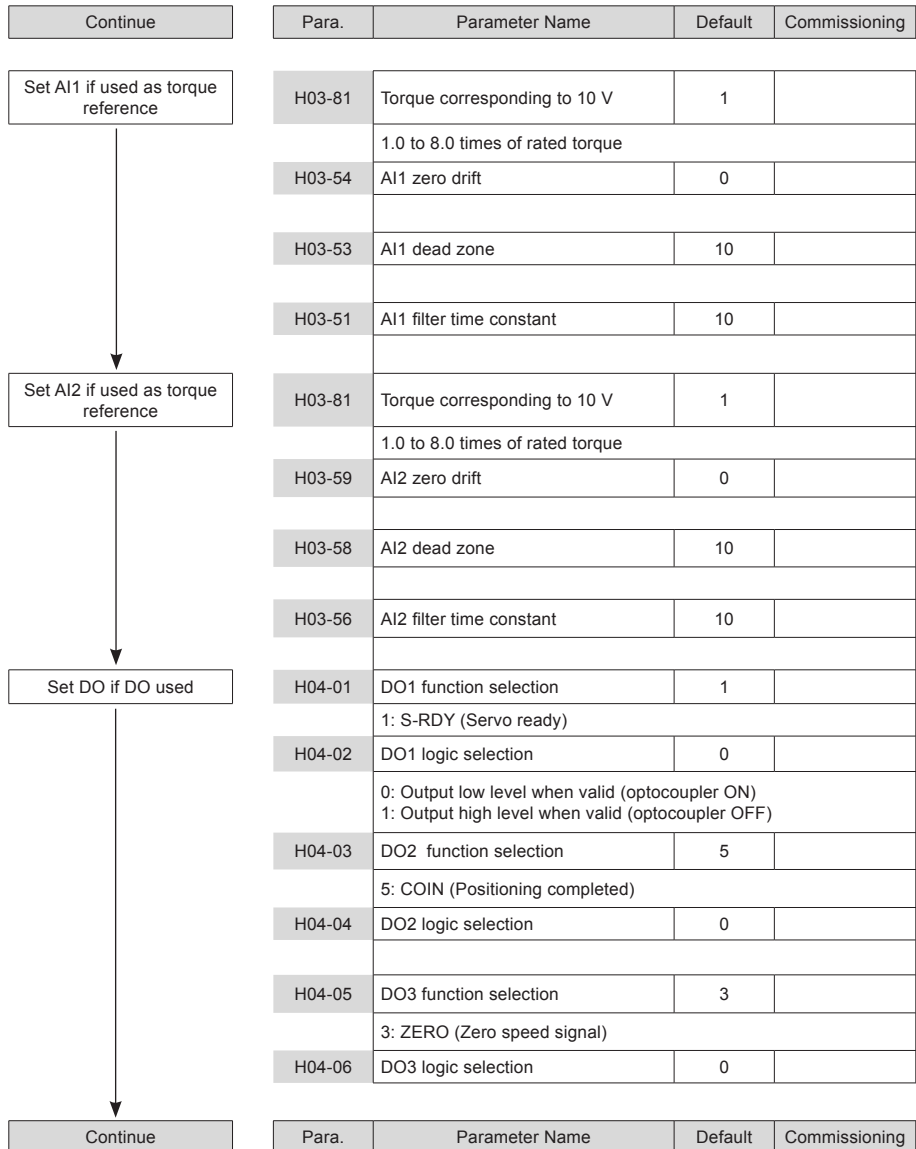 Continue Para. Parameter Name Default Commissioning
Set AI1 if used as torque
reference
H03-81 Torque corresponding to 10 V 1
1.0 to 8.0 times of rated torque
H03-54 AI1 zero drift 0
H03-53 AI1 dead zone 10
H03-51 AI1 filter time constant 10
Set AI2 if used as torque
reference
H03-81 Torque corresponding to 10 V 1
1.0 to 8.0 times of rated torque
H03-59 AI2 zero drift 0
H03-58 AI2 dead zone 10
H03-56 AI2 filter time constant 10
Set DO if DO used H04-01 DO1 function selection 1
1: S-RDY (Servo ready)
H04-02 DO1 logic selection 0
0: Output low level when valid (optocoupler ON)
1: Output high level when valid (optocoupler OFF)
H04-03 DO2 function selection 5
5: COIN (Positioning completed)
H04-04 DO2 logic selection 0
H04-05 DO3 function selection 3
3: ZERO (Zero speed signal)
H04-06 DO3 logic selection 0
Continue Para. Parameter Name Default Commissioning